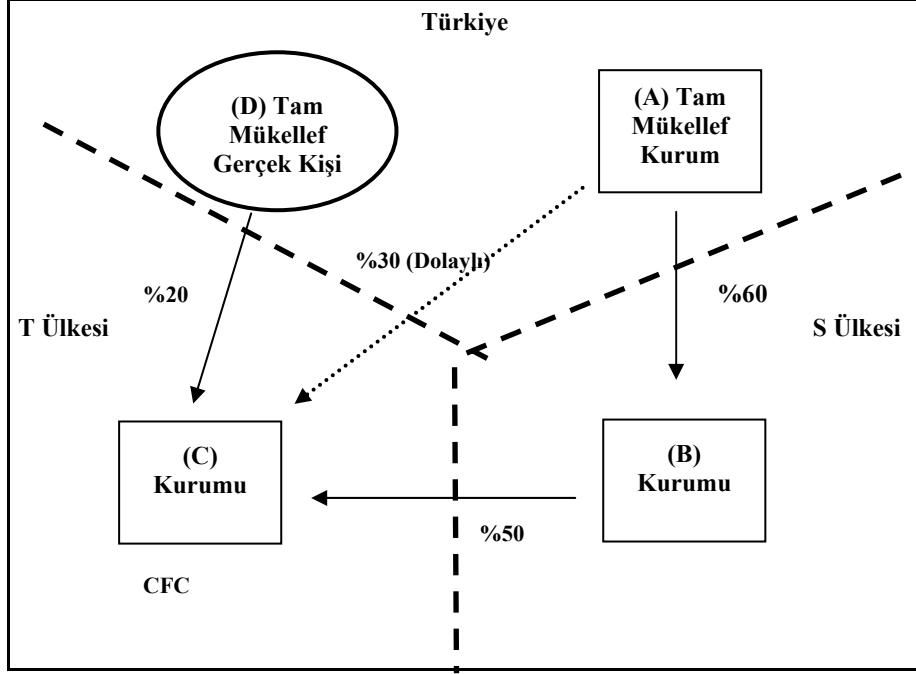 Türkiye
(D) Tam
Mükellef
Gerçek Kişi
(A) Tam
Mükellef
Kurum
%30 (Dolaylı)
%20
%60
T Ülkesi
S Ülkesi
(C)
Kurumu
(B)
Kurumu
%50
CFC